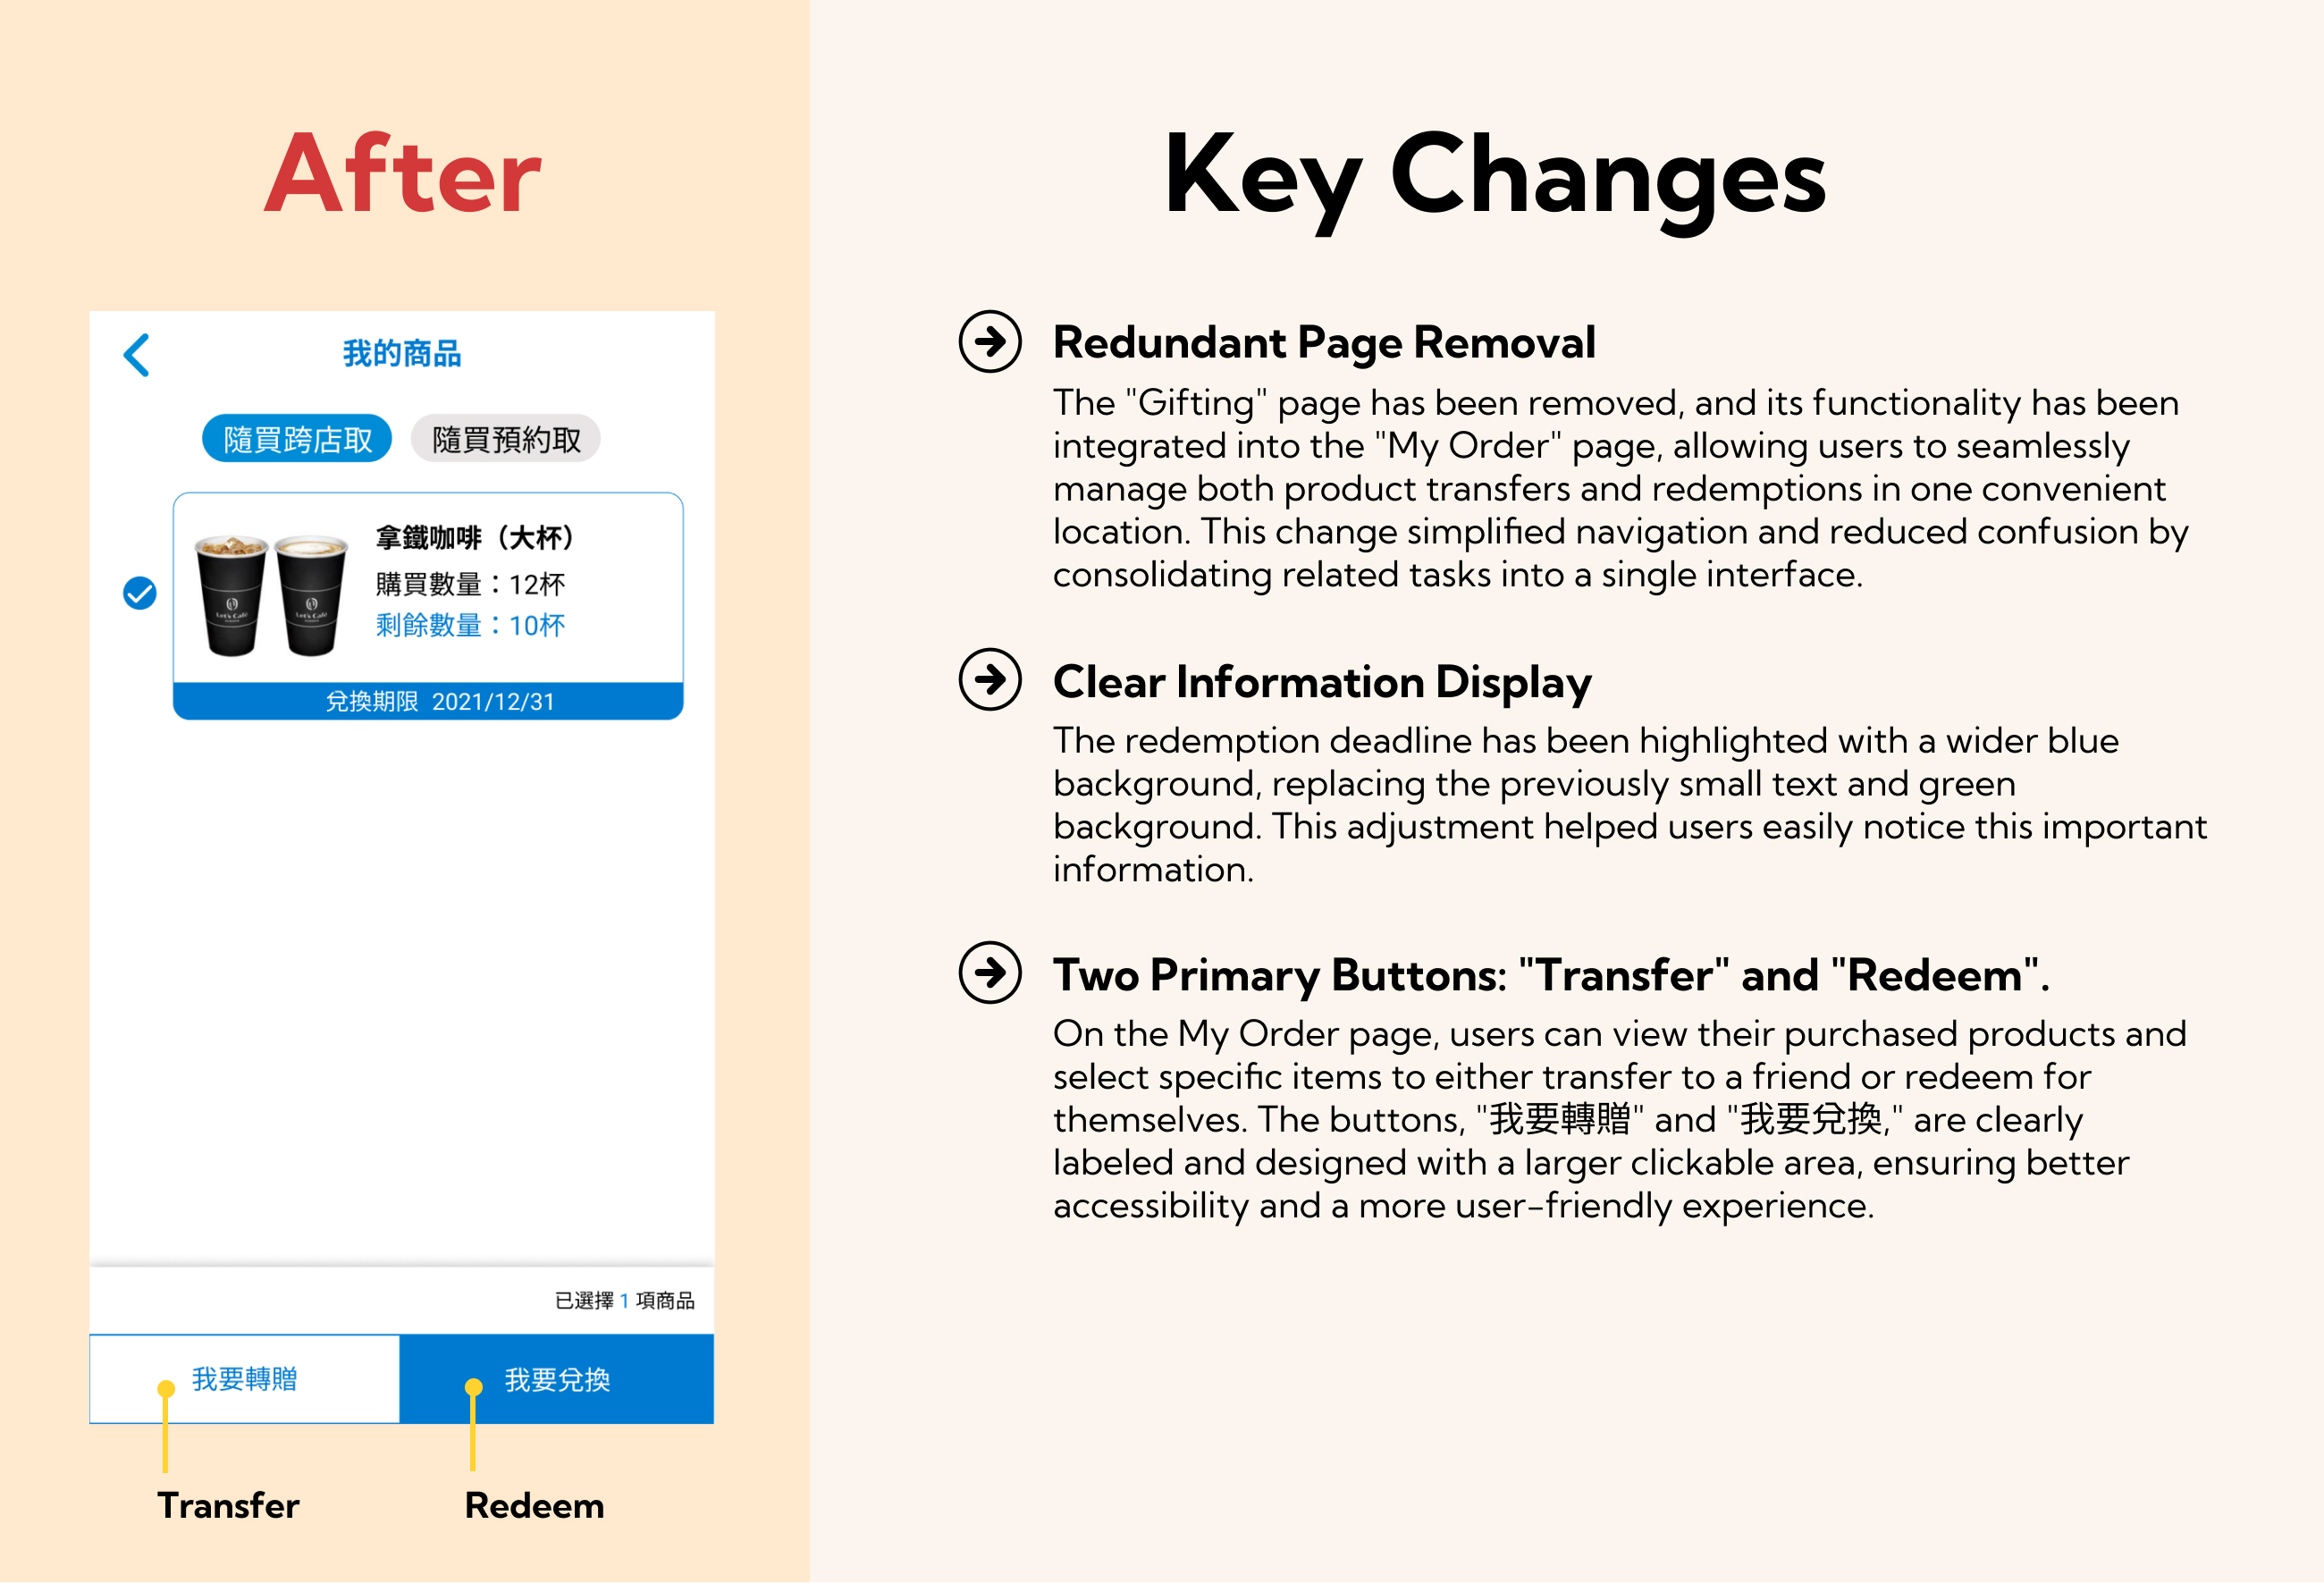 After
我的商品
隨買跨店取
隨買預約取
拿鐵咖啡（大杯）
購買數量：12杯
剩餘數量：10杯
Let's Café
Let's Café
兌換期限 2021/12/31
已選擇 1 項商品
我要轉贈
我要兌換
Transfer
Redeem
Key Changes
Redundant Page Removal
The "Gifting" page has been removed, and its functionality has been
integrated into the "My Order" page, allowing users to seamlessly
manage both product transfers and redemptions in one convenient
location. This change simplified navigation and reduced confusion by
consolidating related tasks into a single interface.
Clear Information Display
The redemption deadline has been highlighted with a wider blue
background, replacing the previously small text and green
background. This adjustment helped users easily notice this important
information.
Two Primary Buttons: "Transfer" and "Redeem".
On the My Order page, users can view their purchased products and
select specific items to either transfer to a friend or redeem for
themselves. The buttons, "我要轉贈" and "我要兌換," are clearly
labeled and designed with a larger clickable area, ensuring better
accessibility and a more user-friendly experience.